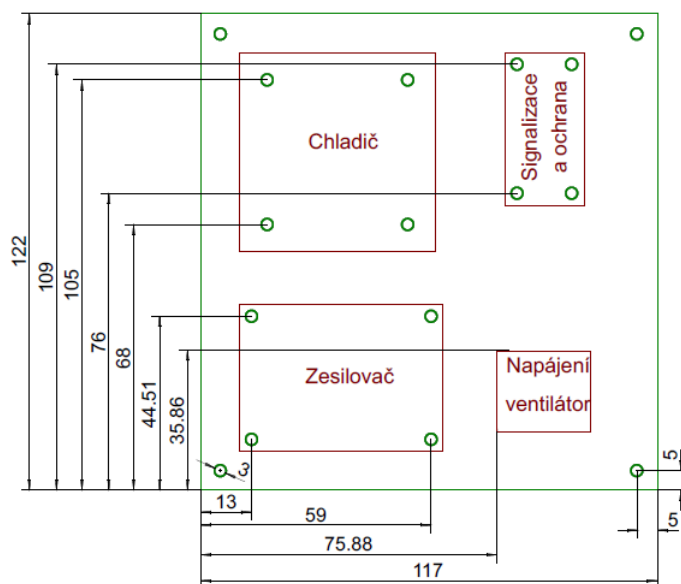 Chladič
Signalizace
a ochrana
122
109
105
76
68
44.51
35.86
Zesilovač
Napájení
ventilátor
3
5
13
59
5
75.88
117